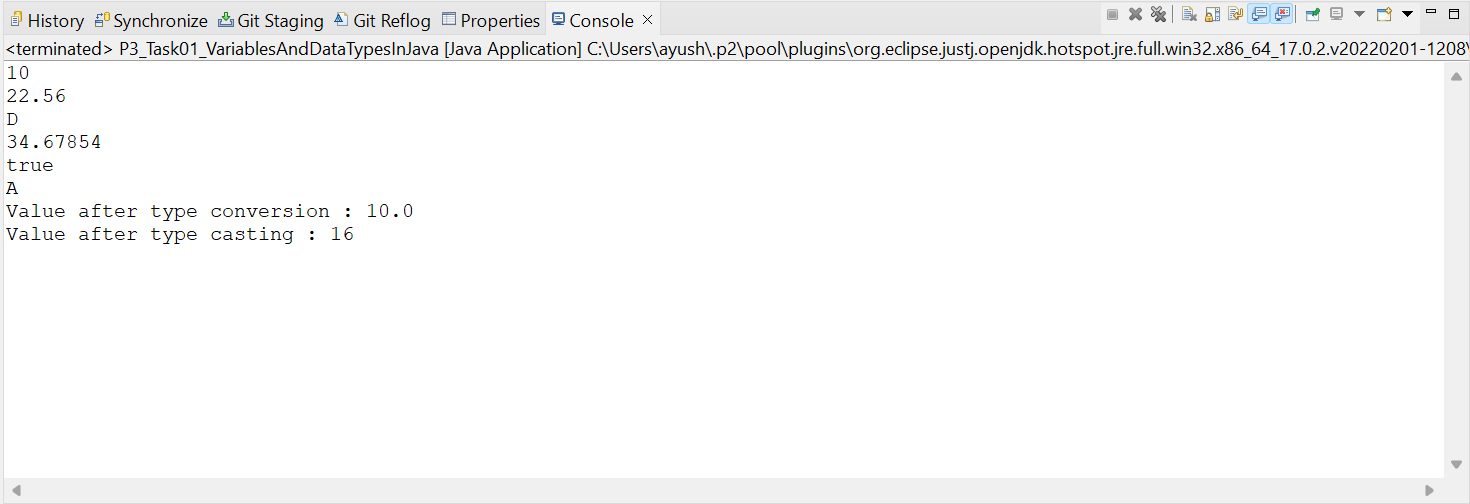 History Synchronize Git Staging Git Reflog Properties Console
<terminated> P3_Task01_VariablesAndDataTypesInJava [Java Application] C:\Users\ayush\.p2\pool\plugins\org.eclipse.justj.openjdk.hotspot.jre.full.win32.x86_64_17.0.2.v20220201-1208\
10
22.56
D
34.67854
true
A
Value after type conversion : 10.0
Value after type casting : 16